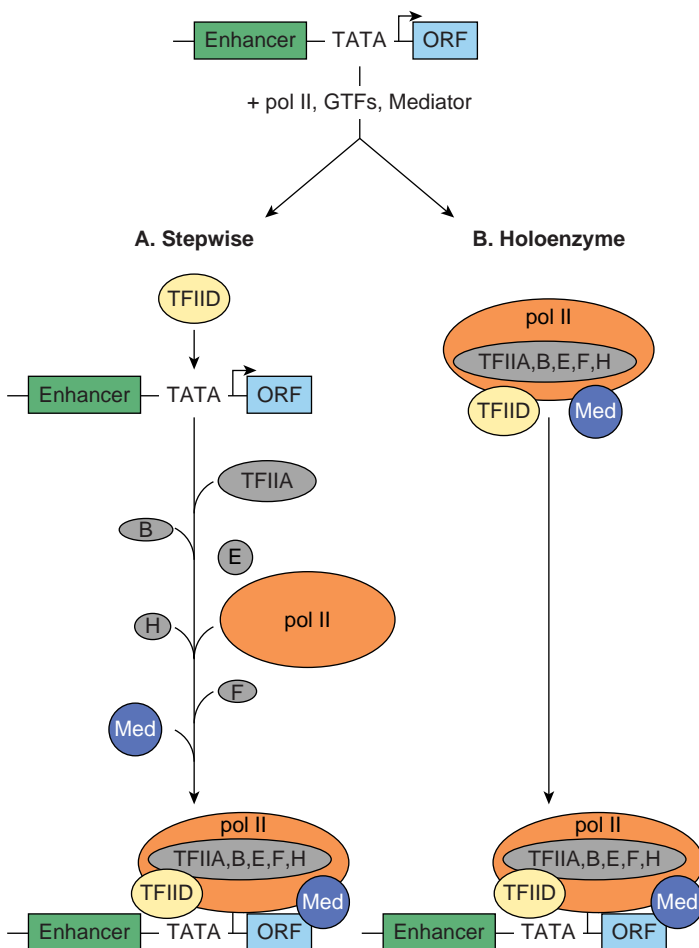 Enhancer TATA ORF
+ pol II, GTFs, Mediator
A. Stepwise
B. Holoenzyme
TFIID
Enhancer TATA ORF
TFIIA
B
E
H
pol II
F
Med
pol II
TFIIA,B,E,F,H
TFIID
Med
Enhancer TATA ORF
pol II
TFIIA,B,E,F,H
TFIID
Med
pol II
TFIIA,B,E,F,H
TFIID
Med
Enhancer TATA ORF